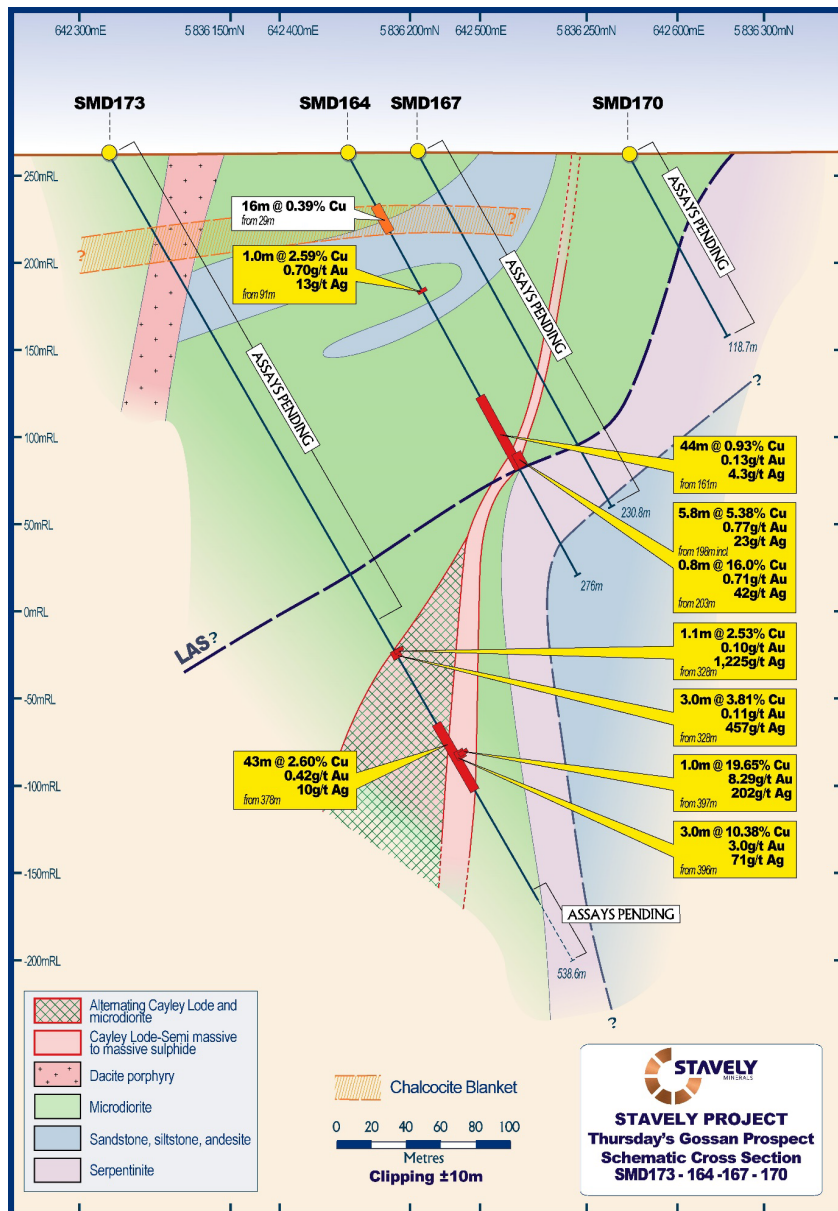 642 300mE
5 836 150mN
642 400mE
5 836 200mN
642 500mE
5 836 250mN
642 600mE
5 836 300mN
SMD173
SMD164
SMD167
SMD170
250mRL
200mRL
150mRL
100mRL
50mRL
0mRL
-50mRL
-100mRL
-150mRL
-200mRL
16m @ 0.39% Cu
from 29m
1.0m @ 2.59% Cu
0.70g/t Au
13g/t Ag
from 91m
?
?
ASSAYS PENDING
ASSAYS PENDING
ASSAYS PENDING
118.7m
?
230.8m
276m
LAS ?
44m @ 0.93% Cu
0.13g/t Au
4.3g/t Ag
from 161m
5.8m @ 5.38% Cu
0.77g/t Au
23g/t Ag
from 198m incl
0.8m @ 16.0% Cu
0.71g/t Au
42g/t Ag
from 203m
1.1m @ 2.53% Cu
0.10g/t Au
1,225g/t Ag
from 328m
3.0m @ 3.81% Cu
0.11g/t Au
457g/t Ag
from 328m
43m @ 2.60% Cu
0.42g/t Au
10g/t Ag
from 378m
1.0m @ 19.65% Cu
8.29g/t Au
202g/t Ag
from 397m
3.0m @ 10.38% Cu
3.0g/t Au
71g/t Ag
from 396m
ASSAYS PENDING
538.6m
?
Alternating Cayley Lode and
microdiorite
Cayley Lode-Semi massive
to massive sulphide
Dacite porphyry
Microdiorite
Sandstone, siltstone, andesite
Serpentinite
Chalcocite Blanket
0 20 40 60 80 100
Metres
Clipping ±10m
STAVELY
MINERALS
STAVELY PROJECT
Thursday's Gossan Prospect
Schematic Cross Section
SMD173 - 164 -167 - 170